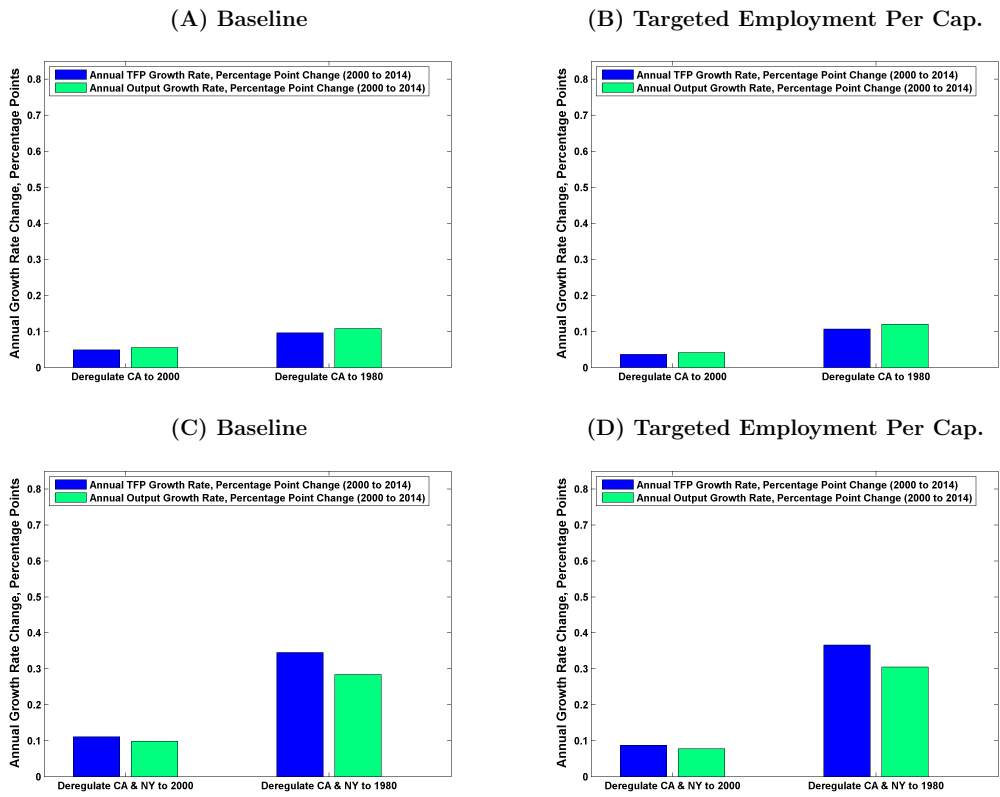 (A) Baseline
Annual Growth Rate Change, Percentage Points
0.8
0.7
0.6
0.5
0.4
0.3
0.2
0.1
0
Annual TFP Growth Rate, Percentage Point Change (2000 to 2014)
Annual Output Growth Rate, Percentage Point Change (2000 to 2014)
Deregulate CA to 2000
Deregulate CA to 1980
(B) Targeted Employment Per Cap.
Annual Growth Rate Change, Percentage Points
0.8
0.7
0.6
0.5
0.4
0.3
0.2
0.1
0
Annual TFP Growth Rate, Percentage Point Change (2000 to 2014)
Annual Output Growth Rate, Percentage Point Change (2000 to 2014)
Deregulate CA to 2000
Deregulate CA to 1980
(C) Baseline
Annual Growth Rate Change, Percentage Points
0.8
0.7
0.6
0.5
0.4
0.3
0.2
0.1
0
Annual TFP Growth Rate, Percentage Point Change (2000 to 2014)
Annual Output Growth Rate, Percentage Point Change (2000 to 2014)
Deregulate CA & NY to 2000
Deregulate CA & NY to 1980
(D) Targeted Employment Per Cap.
Annual Growth Rate Change, Percentage Points
0.8
0.7
0.6
0.5
0.4
0.3
0.2
0.1
0
Annual TFP Growth Rate, Percentage Point Change (2000 to 2014)
Annual Output Growth Rate, Percentage Point Change (2000 to 2014)
Deregulate CA & NY to 2000
Deregulate CA & NY to 1980